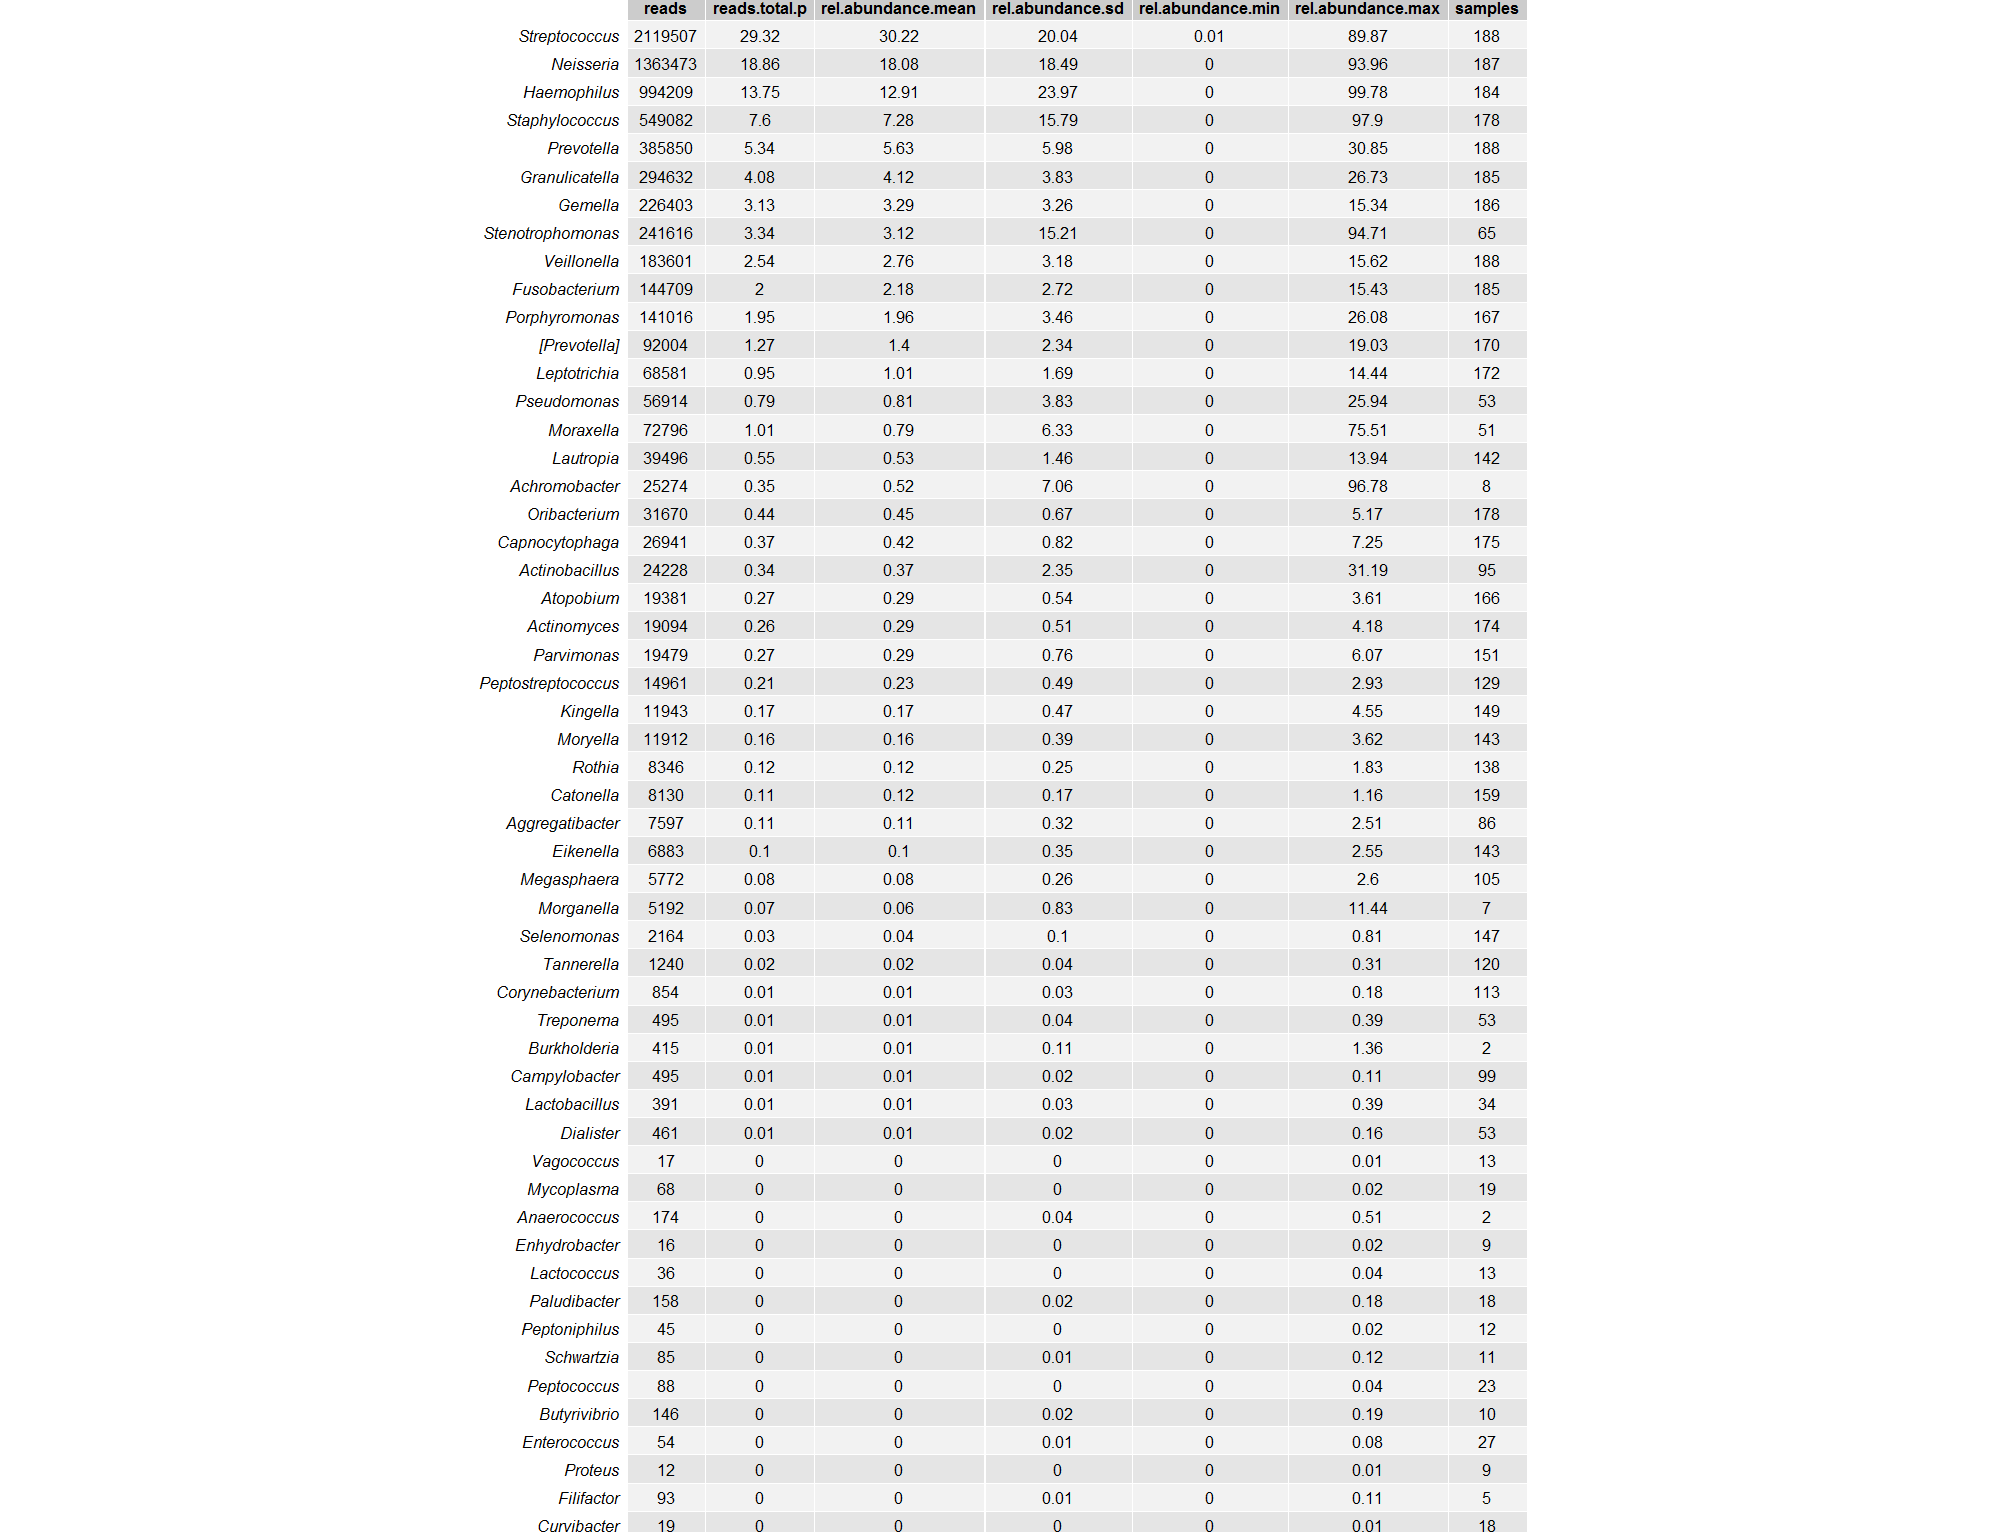 reads reads.total.p rel.abundance.mean rel.abundance.sd rel.abundance.min rel.abundance.max samples
Streptococcus 2119507 29.32 30.22 20.04 0.01 89.87 188
Neisseria 1363473 18.86 18.08 18.49 0 93.96 187
Haemophilus 994209 13.75 12.91 23.97 0 99.78 184
Staphylococcus 549082 7.6 7.28 15.79 0 97.9 178
Prevotella 385850 5.34 5.63 5.98 0 30.85 188
Granulicatella 294632 4.08 4.12 3.83 0 26.73 185
Gemella 226403 3.13 3.29 3.26 0 15.34 186
Stenotrophomonas 241616 3.34 3.12 15.21 0 94.71 65
Veillonella 183601 2.54 2.76 3.18 0 15.62 188
Fusobacterium 144709 2 2.18 2.72 0 15.43 185
Porphyromonas 141016 1.95 1.96 3.46 0 26.08 167
[Prevotella] 92004 1.27 1.4 2.34 0 19.03 170
Leptotrichia 68581 0.95 1.01 1.69 0 14.44 172
Pseudomonas 56914 0.79 0.81 3.83 0 25.94 53
Moraxella 72796 1.01 0.79 6.33 0 75.51 51
Lautropia 39496 0.55 0.53 1.46 0 13.94 142
Achromobacter 25274 0.35 0.52 7.06 0 96.78 8
Oribacterium 31670 0.44 0.45 0.67 0 5.17 178
Capnocytophaga 26941 0.37 0.42 0.82 0 7.25 175
Actinobacillus 24228 0.34 0.37 2.35 0 31.19 95
Atopobium 19381 0.27 0.29 0.54 0 3.61 166
Actinomyces 19094 0.26 0.29 0.51 0 4.18 174
Parvimonas 19479 0.27 0.29 0.76 0 6.07 151
Peptostreptococcus 14961 0.21 0.23 0.49 0 2.93 129
Kingella 11943 0.17 0.17 0.47 0 4.55 149
Moryella 11912 0.16 0.16 0.39 0 3.62 143
Rothia 8346 0.12 0.12 0.25 0 1.83 138
Catonella 8130 0.11 0.12 0.17 0 1.16 159
Aggregatibacter 7597 0.11 0.11 0.32 0 2.51 86
Eikenella 6883 0.1 0.1 0.35 0 2.55 143
Megasphaera 5772 0.08 0.08 0.26 0 2.6 105
Morganella 5192 0.07 0.06 0.83 0 11.44 7
Selenomonas 2164 0.03 0.04 0.1 0 0.81 147
Tannerella 1240 0.02 0.02 0.04 0 0.31 120
Corynebacterium 854 0.01 0.01 0.03 0 0.18 113
Treponema 495 0.01 0.01 0.04 0 0.39 53
Burkholderia 415 0.01 0.01 0.11 0 1.36 2
Campylobacter 495 0.01 0.01 0.02 0 0.11 99
Lactobacillus 391 0.01 0.01 0.03 0 0.39 34
Dialister 461 0.01 0.01 0.02 0 0.16 53
Vagococcus 17 0 0 0 0 0.01 13
Mycoplasma 68 0 0 0 0 0.02 19
Anaerococcus 174 0 0 0.04 0 0.51 2
Enhydrobacter 16 0 0 0 0 0.02 9
Lactococcus 36 0 0 0 0 0.04 13
Paludibacter 158 0 0 0.02 0 0.18 18
Peptoniphilus 45 0 0 0 0 0.02 12
Schwartzia 85 0 0 0.01 0 0.12 11
Peptococcus 88 0 0 0 0 0.04 23
Butyrivibrio 146 0 0 0.02 0 0.19 10
Enterococcus 54 0 0 0.01 0 0.08 27
Proteus 12 0 0 0 0 0.01 9
Filifactor 93 0 0 0.01 0 0.11 5
Curvibacter 19 0 0 0 0 0.01 18